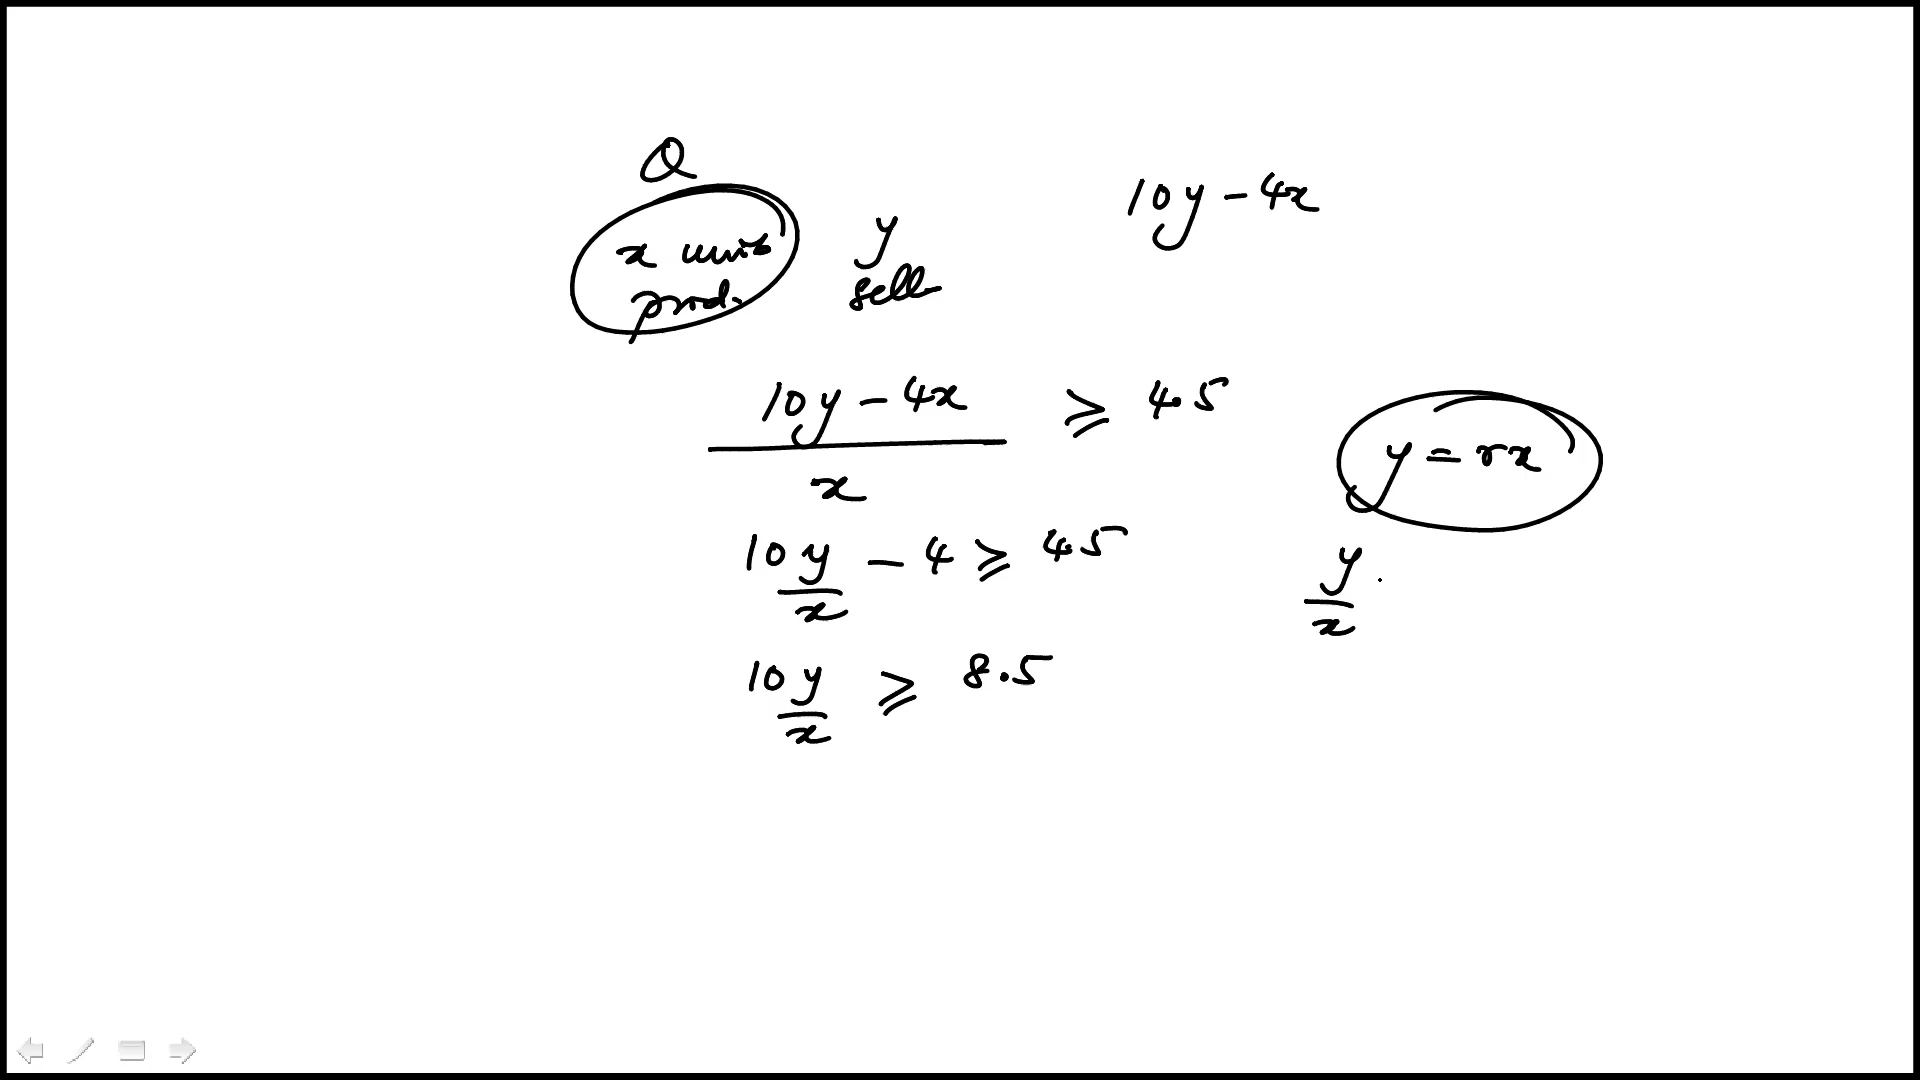 Q
x units prod.
y sell
10y - 4x
10y - 4x
x
≥ 4.5
y = rx
10y/x - 4 ≥ 4.5
y/x
10y/x ≥ 8.5